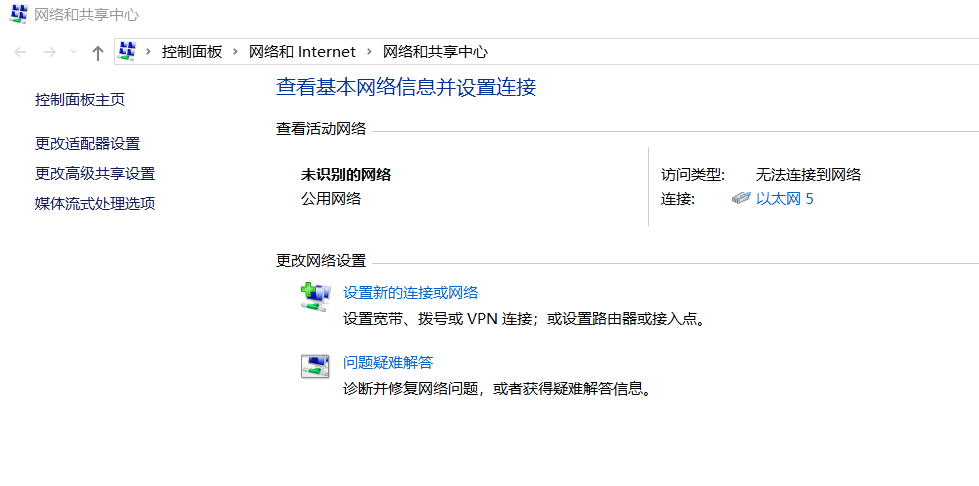 网络和共享中心
控制面板 › 网络和 Internet › 网络和共享中心
控制面板主页
更改适配器设置
更改高级共享设置
媒体流式处理选项
查看基本网络信息并设置连接
查看活动网络
未识别的网络
公用网络
访问类型: 无法连接到网络
连接: 以太网 5
更改网络设置
设置新的连接或网络
设置宽带、拨号或 VPN 连接；或设置路由器或接入点。
问题疑难解答
诊断并修复网络问题，或者获得疑难解答信息。